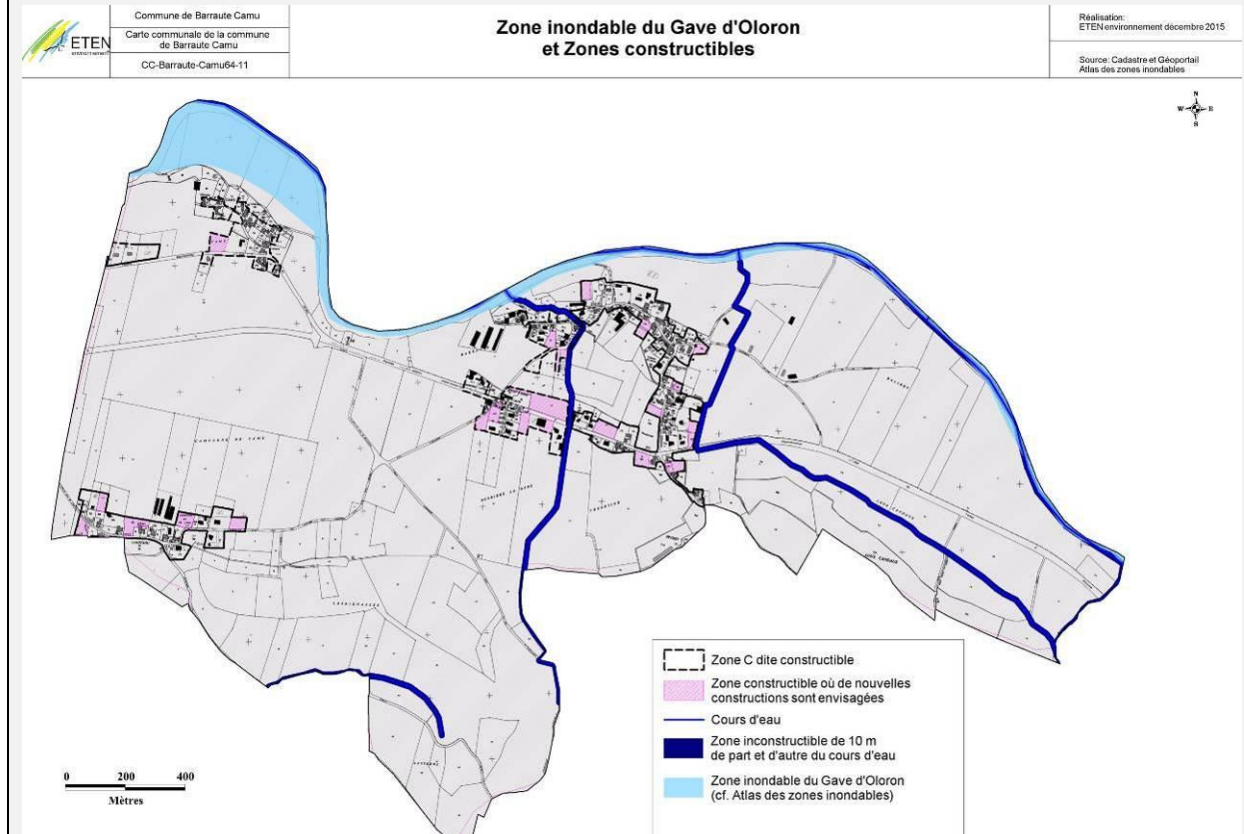 ETEN
environnement
Commune de Barraute Camu
Carte communale de la commune
de Barraute Camu
CC-Barraute-Camu64-11
Zone inondable du Gave d'Oloron
et Zones constructibles
Réalisation:
ETEN environnement décembre 2015
Source: Cadastre et Géoportail
Atlas des zones inondables
N
W
E
S
CAMPAGNE DE CAMU
Zone C dite constructible
Zone constructible où de nouvelles
constructions sont envisagées
Cours d'eau
Zone inconstructible de 10 m
de part et d'autre du cours d'eau
Zone inondable du Gave d'Oloron
(cf. Atlas des zones inondables)
0 200 400
Mètres